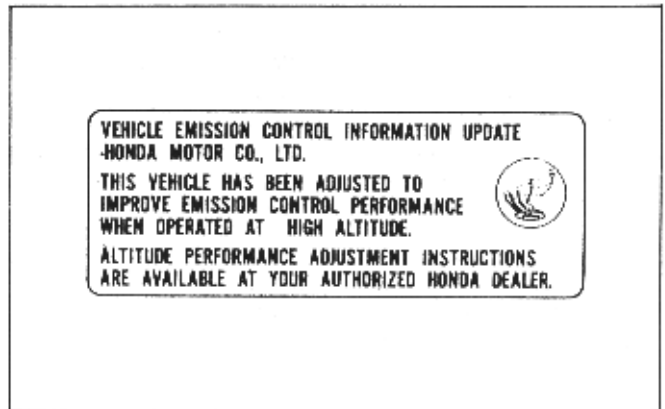 VEHICLE EMISSION CONTROL INFORMATION UPDATE
-HONDA MOTOR CO., LTD.
THIS VEHICLE HAS BEEN ADJUSTED TO
IMPROVE EMISSION CONTROL PERFORMANCE
WHEN OPERATED AT HIGH ALTITUDE.
ALTITUDE PERFORMANCE ADJUSTMENT INSTRUCTIONS
ARE AVAILABLE AT YOUR AUTHORIZED HONDA DEALER.